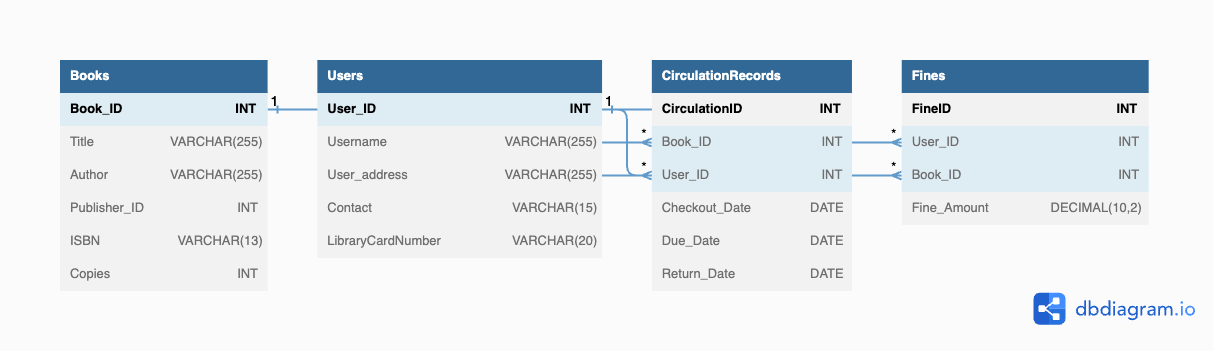 Books
Book_ID INT
Title VARCHAR(255)
Author VARCHAR(255)
Publisher_ID INT
ISBN VARCHAR(13)
Copies INT
1
Users
User_ID INT
Username VARCHAR(255)
User_address VARCHAR(255)
Contact VARCHAR(15)
LibraryCardNumber VARCHAR(20)
1
*
*
CirculationRecords
CirculationID INT
Book_ID INT
User_ID INT
Checkout_Date DATE
Due_Date DATE
Return_Date DATE
*
*
Fines
FineID INT
User_ID INT
Book_ID INT
Fine_Amount DECIMAL(10,2)
dbdiagram.io